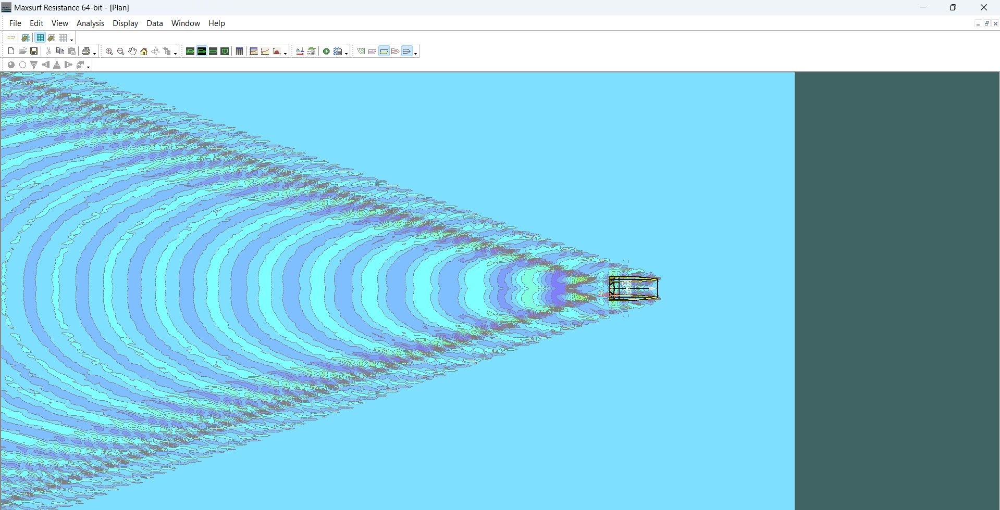 Maxsurf Resistance 64-bit - [Plan]
File Edit View Analysis Display Data Window Help